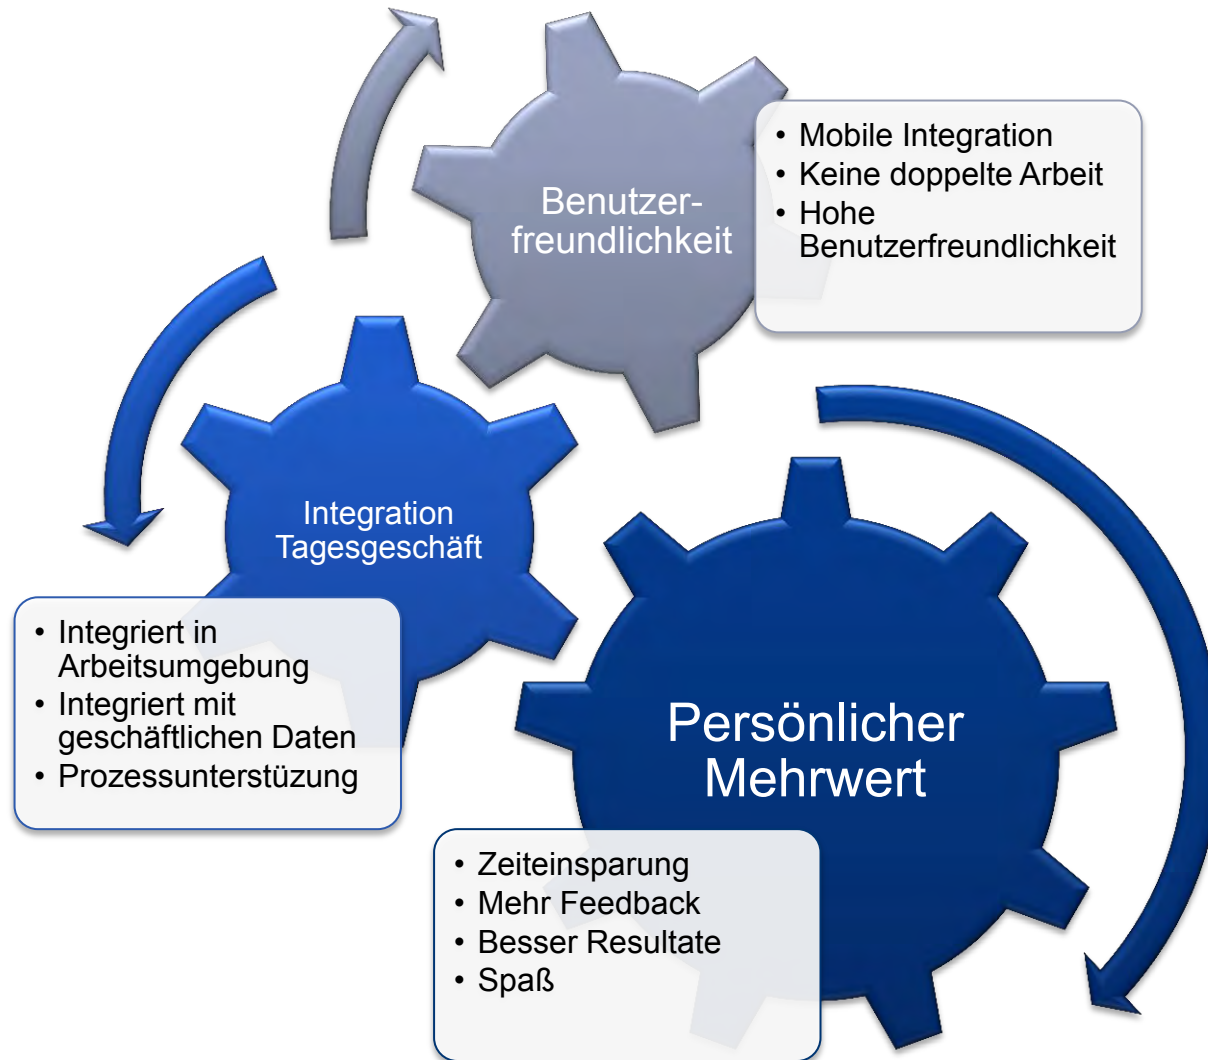 Benutzer-
freundlichkeit
• Mobile Integration
• Keine doppelte Arbeit
• Hohe
Benutzerfreundlichkeit
Integration
Tagesgeschäft
• Integriert in
Arbeitsumgebung
• Integriert mit
geschäftlichen Daten
• Prozessunterstüzung
Persönlicher
Mehrwert
• Zeiteinsparung
• Mehr Feedback
• Besser Resultate
• Spaß